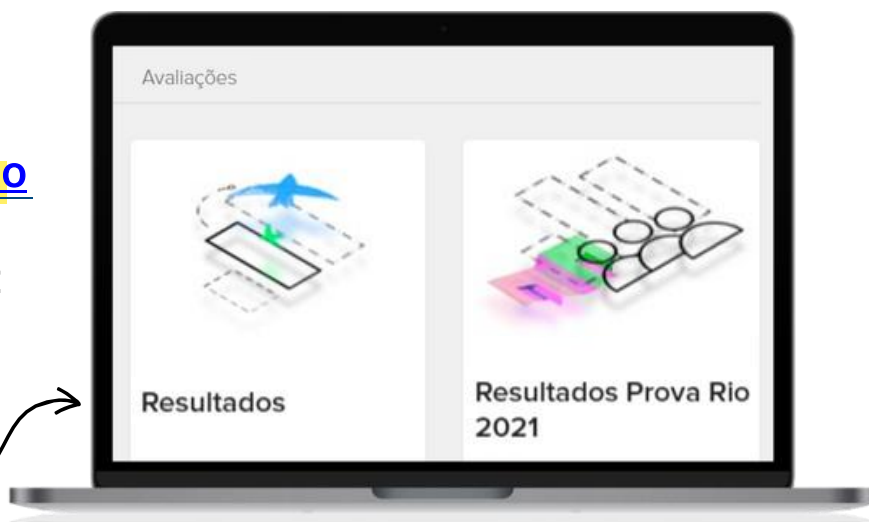 Avaliações
o
:
Resultados
Resultados Prova Rio
2021